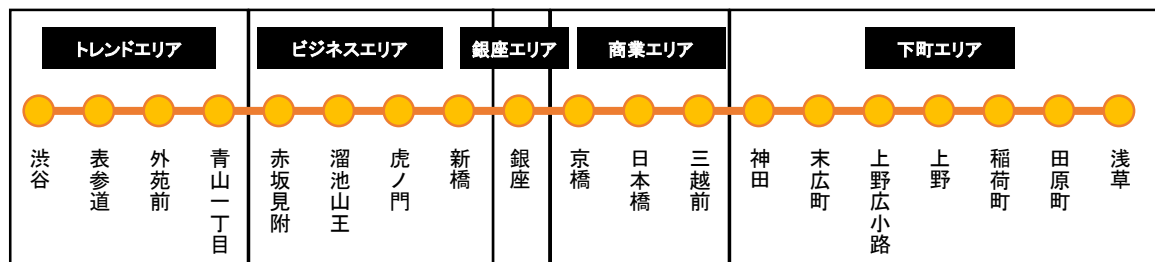 トレンドエリア
ビジネスエリア
銀座エリア
商業エリア
下町エリア
渋谷
表参道
外苑前
青山一丁目
赤坂見附
溜池山王
虎ノ門
新橋
銀座
京橋
日本橋
三越前
神田
末広町
上野広小路
上野
稲荷町
田原町
浅草